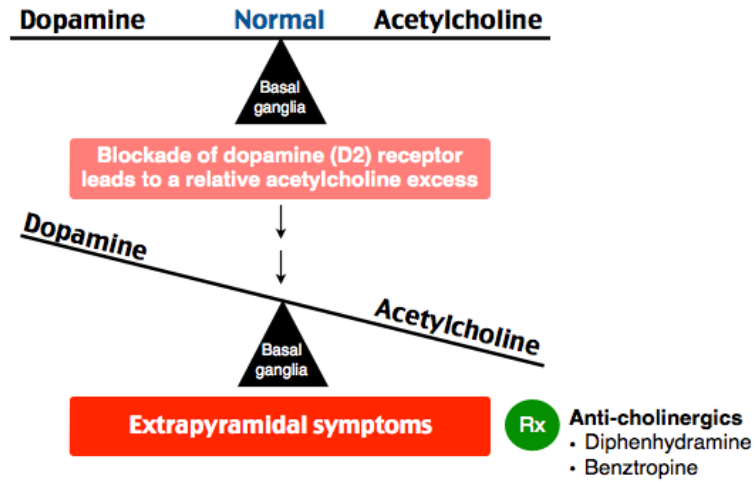 Dopamine Normal Acetylcholine
Basal
ganglia
Blockade of dopamine (D2) receptor
leads to a relative acetylcholine excess
Dopamine
Acetylcholine
Basal
ganglia
Extrapyramidal symptoms
Rx
Anti-cholinergics
• Diphenhydramine
• Benztropine